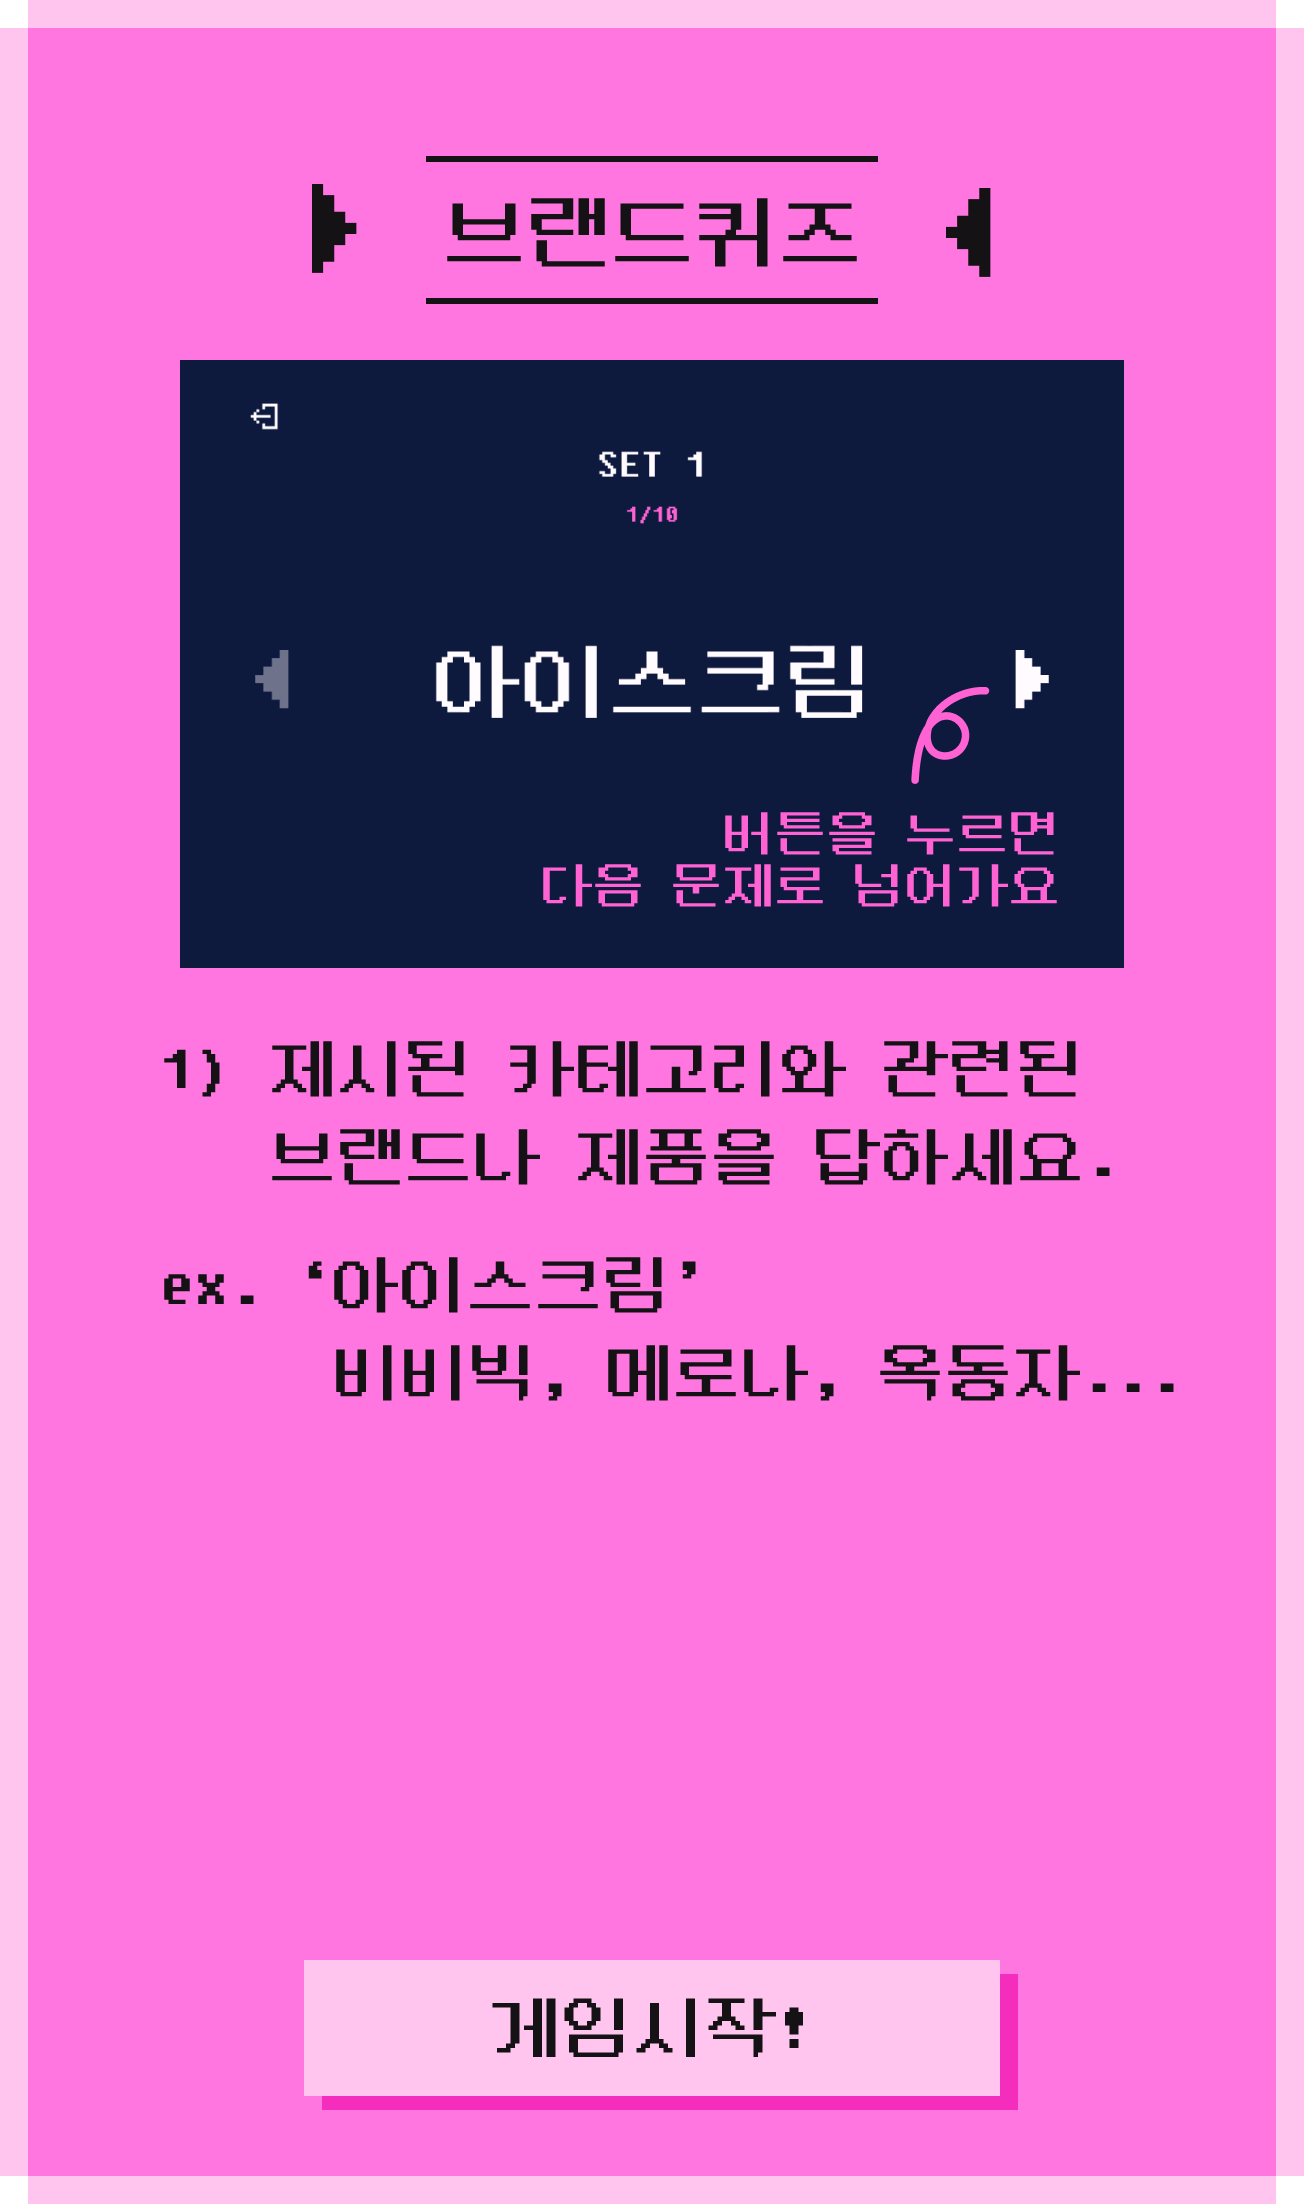 브랜드퀴즈
SET 1
1/10
아이스크림
버튼을 누르면
다음 문제로 넘어가요
1) 제시된 카테고리와 관련된
브랜드나 제품을 답하세요.
ex. ‘아이스크림’
비비빅, 메로나, 옥동자...
게임시작!